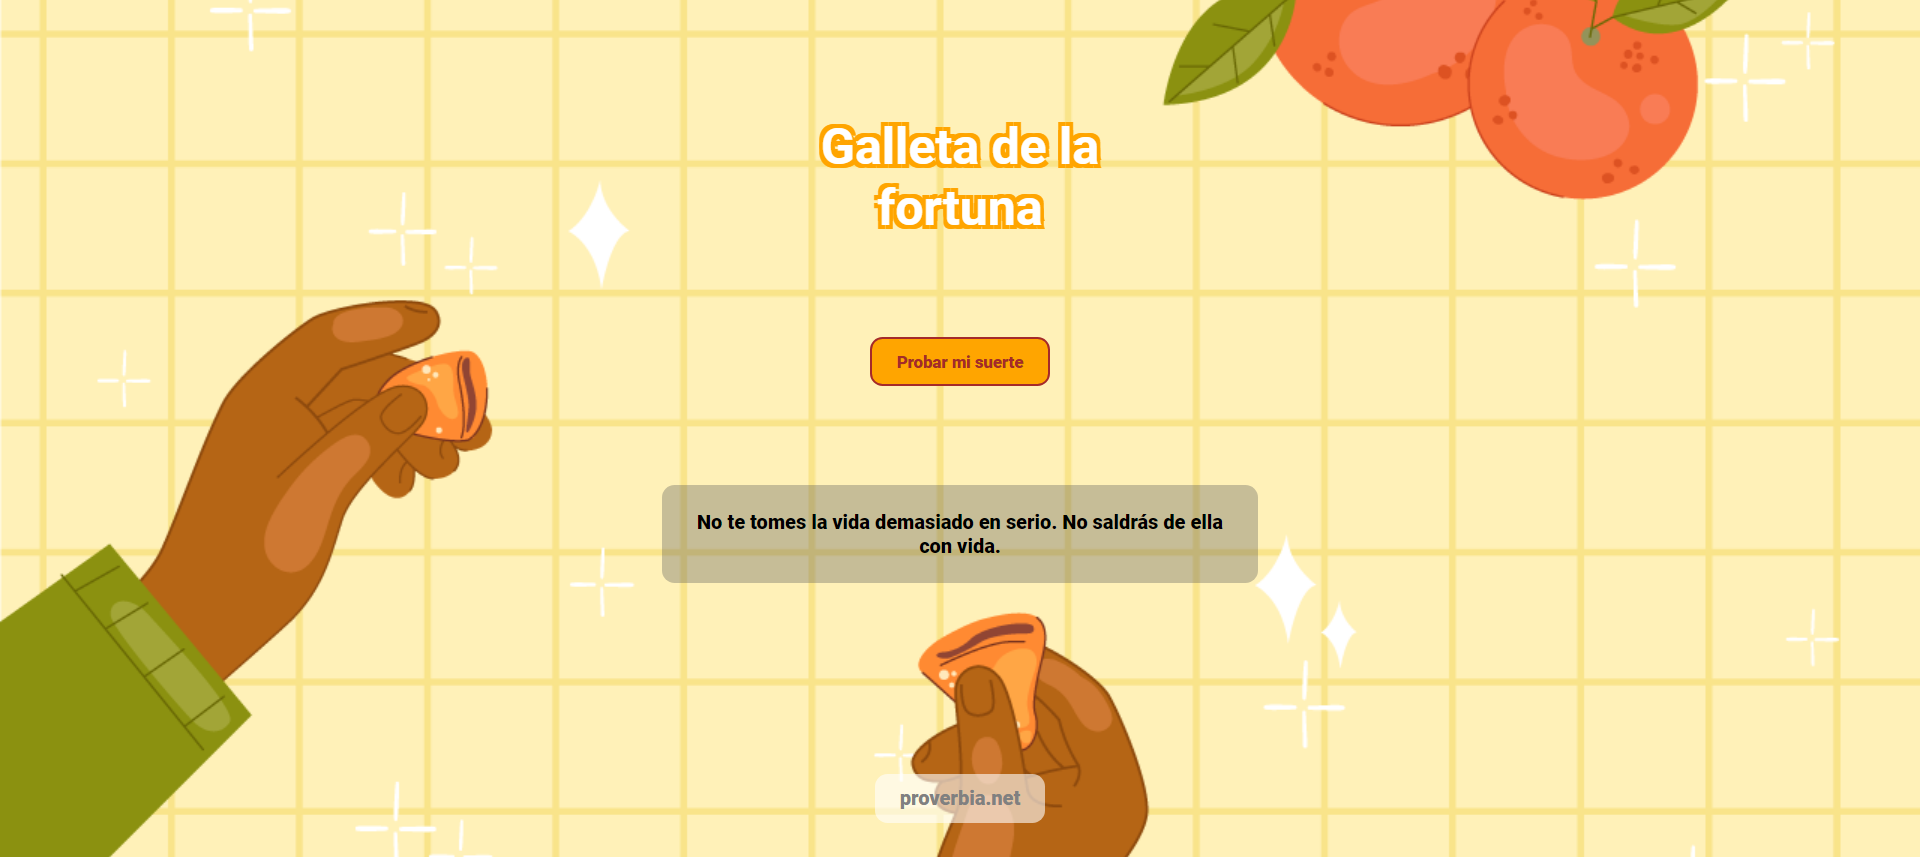 Galleta de la
fortuna
Probar mi suerte
No te tomes la vida demasiado en serio. No saldrás de ella
con vida.
proverbia.net